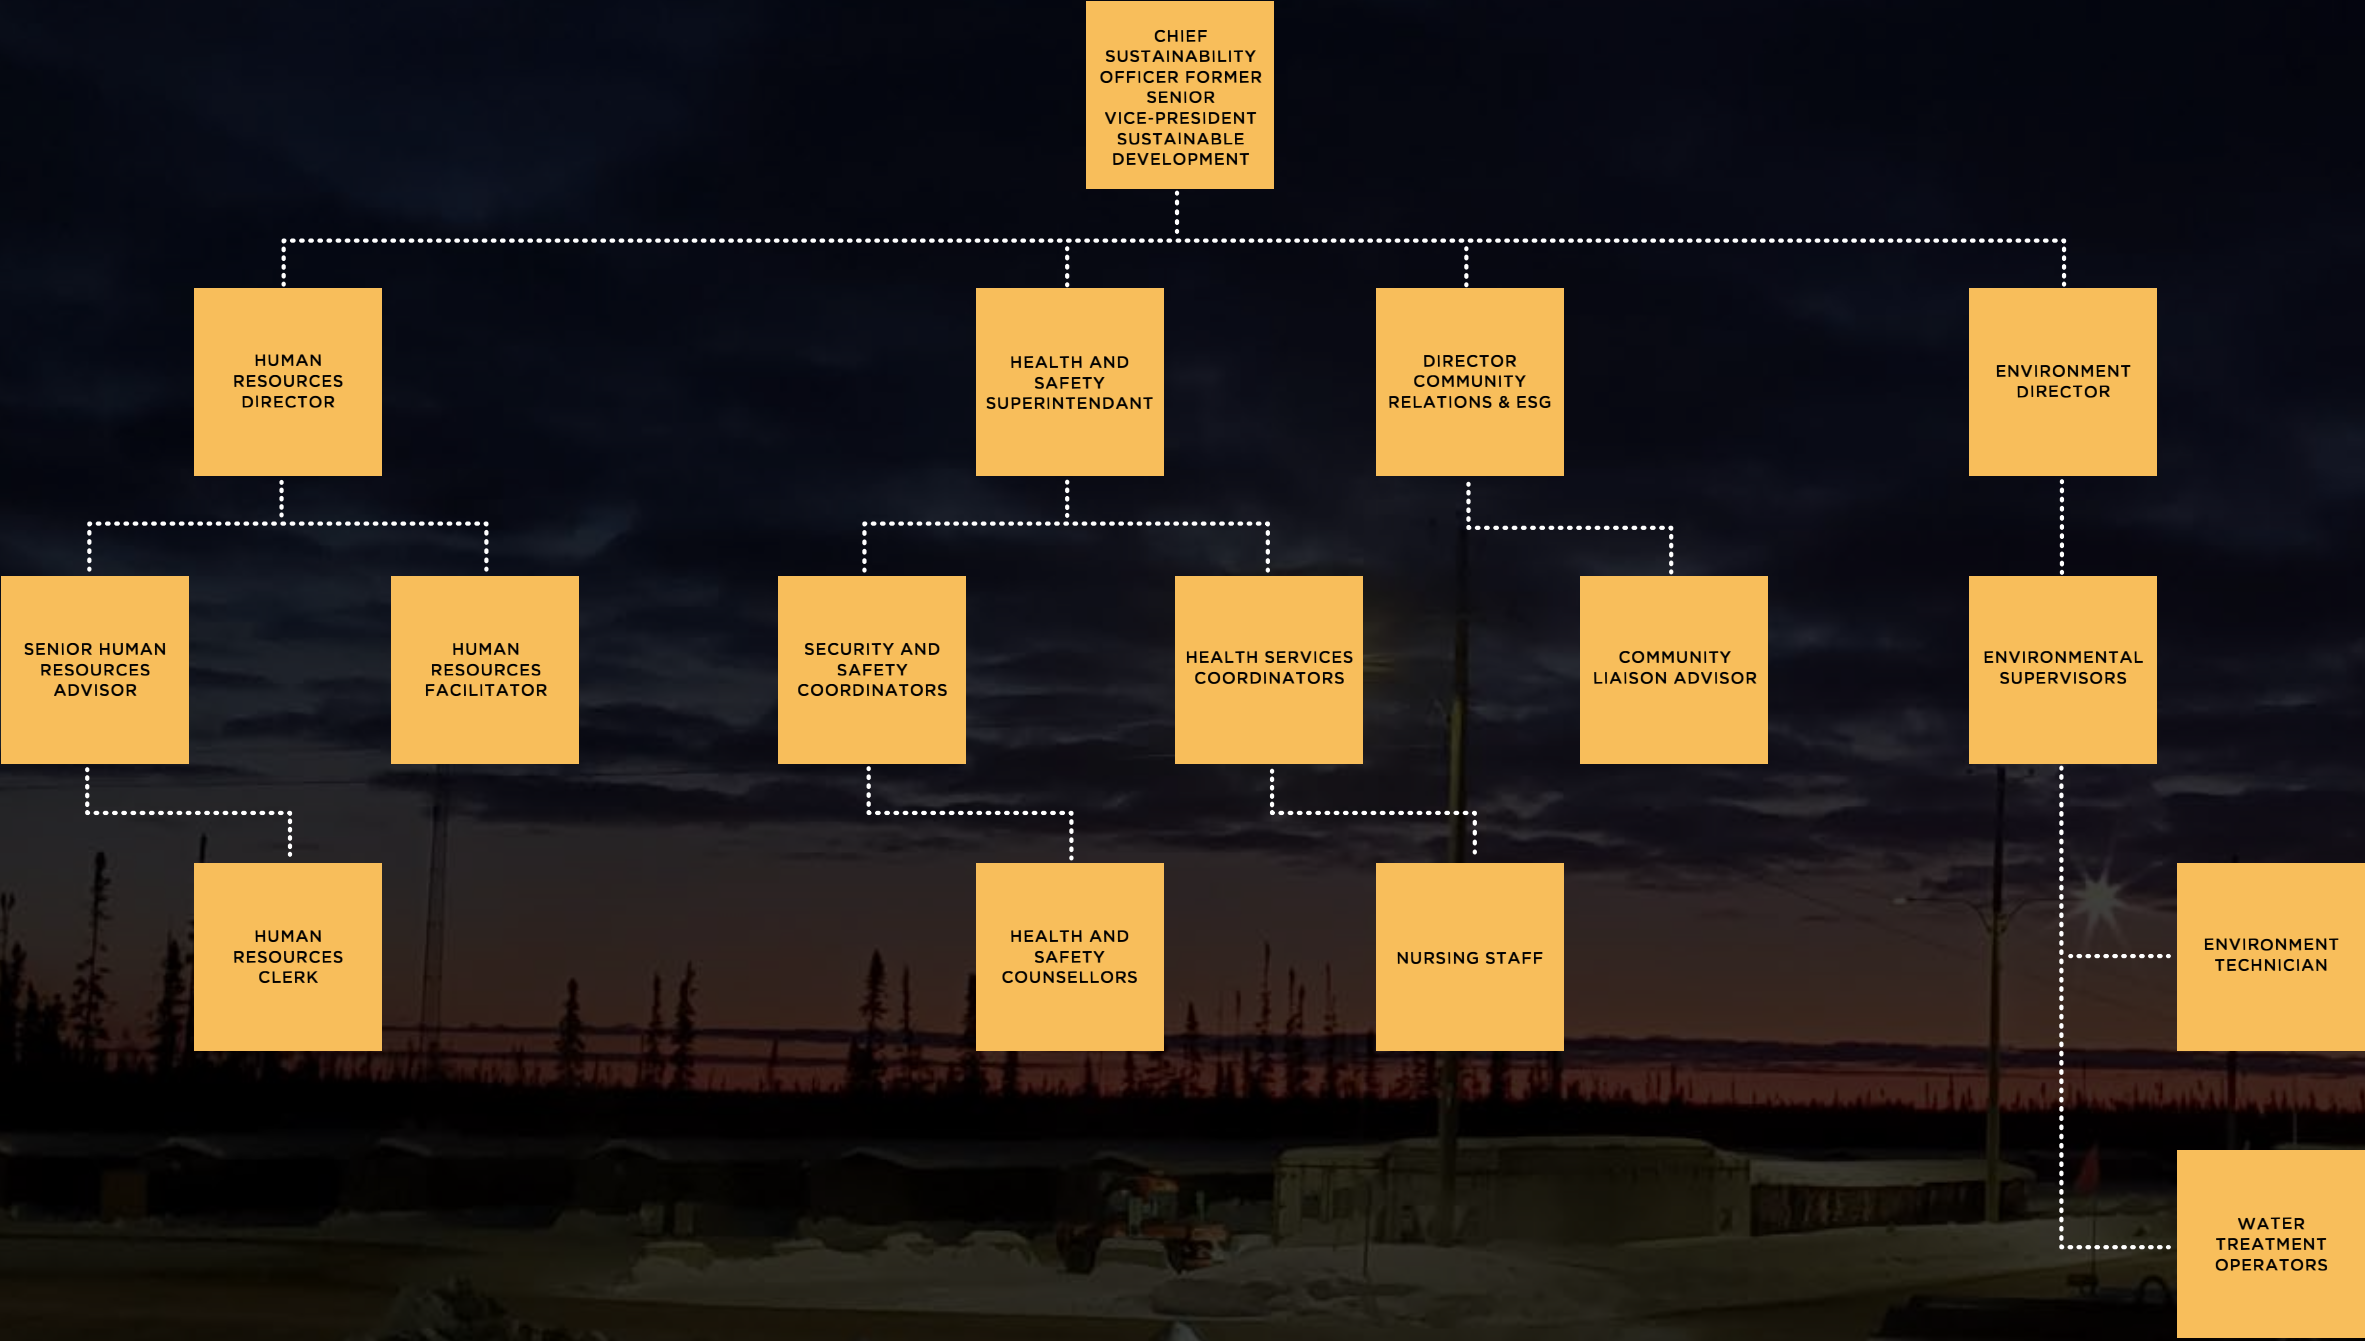 CHIEF
SUSTAINABILITY
OFFICER FORMER
SENIOR
VICE-PRESIDENT
SUSTAINABLE
DEVELOPMENT
HUMAN
RESOURCES
DIRECTOR
HEALTH AND
SAFETY
SUPERINTENDANT
DIRECTOR
COMMUNITY
RELATIONS & ESG
ENVIRONMENT
DIRECTOR
SENIOR HUMAN
RESOURCES
ADVISOR
HUMAN
RESOURCES
FACILITATOR
SECURITY AND
SAFETY
COORDINATORS
HEALTH SERVICES
COORDINATORS
COMMUNITY
LIAISON ADVISOR
ENVIRONMENTAL
SUPERVISORS
HUMAN
RESOURCES
CLERK
HEALTH AND
SAFETY
COUNSELLORS
NURSING STAFF
ENVIRONMENT
TECHNICIAN
WATER
TREATMENT
OPERATORS